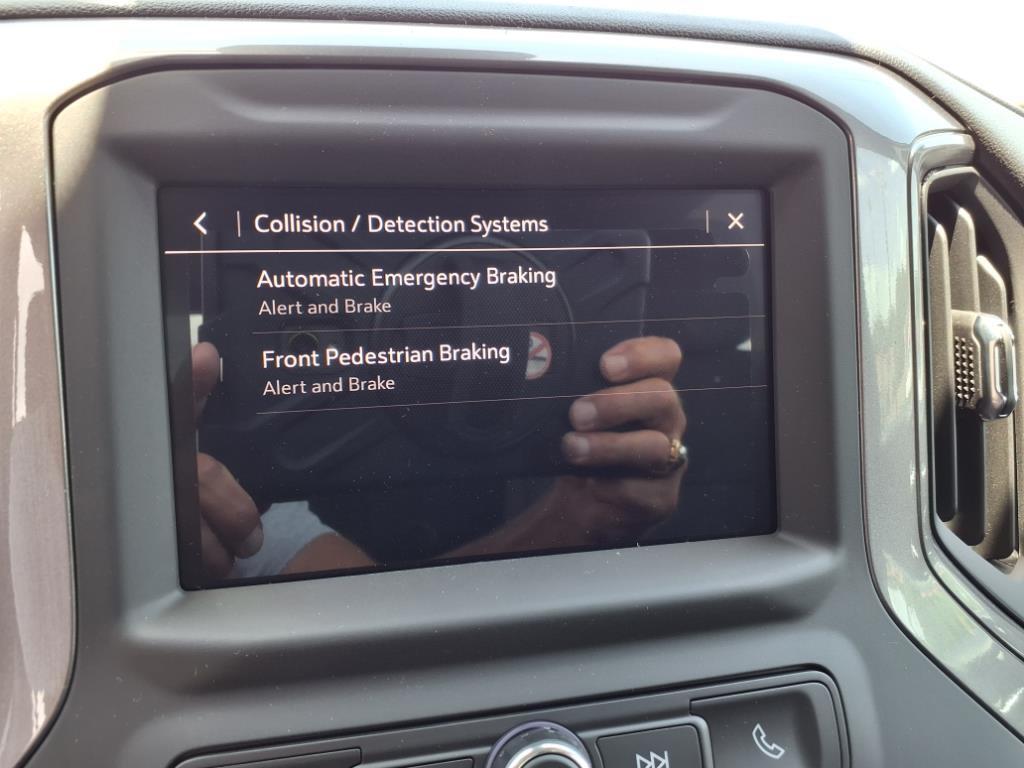 Collision / Detection Systems
Automatic Emergency Braking
Alert and Brake
Front Pedestrian Braking
Alert and Brake